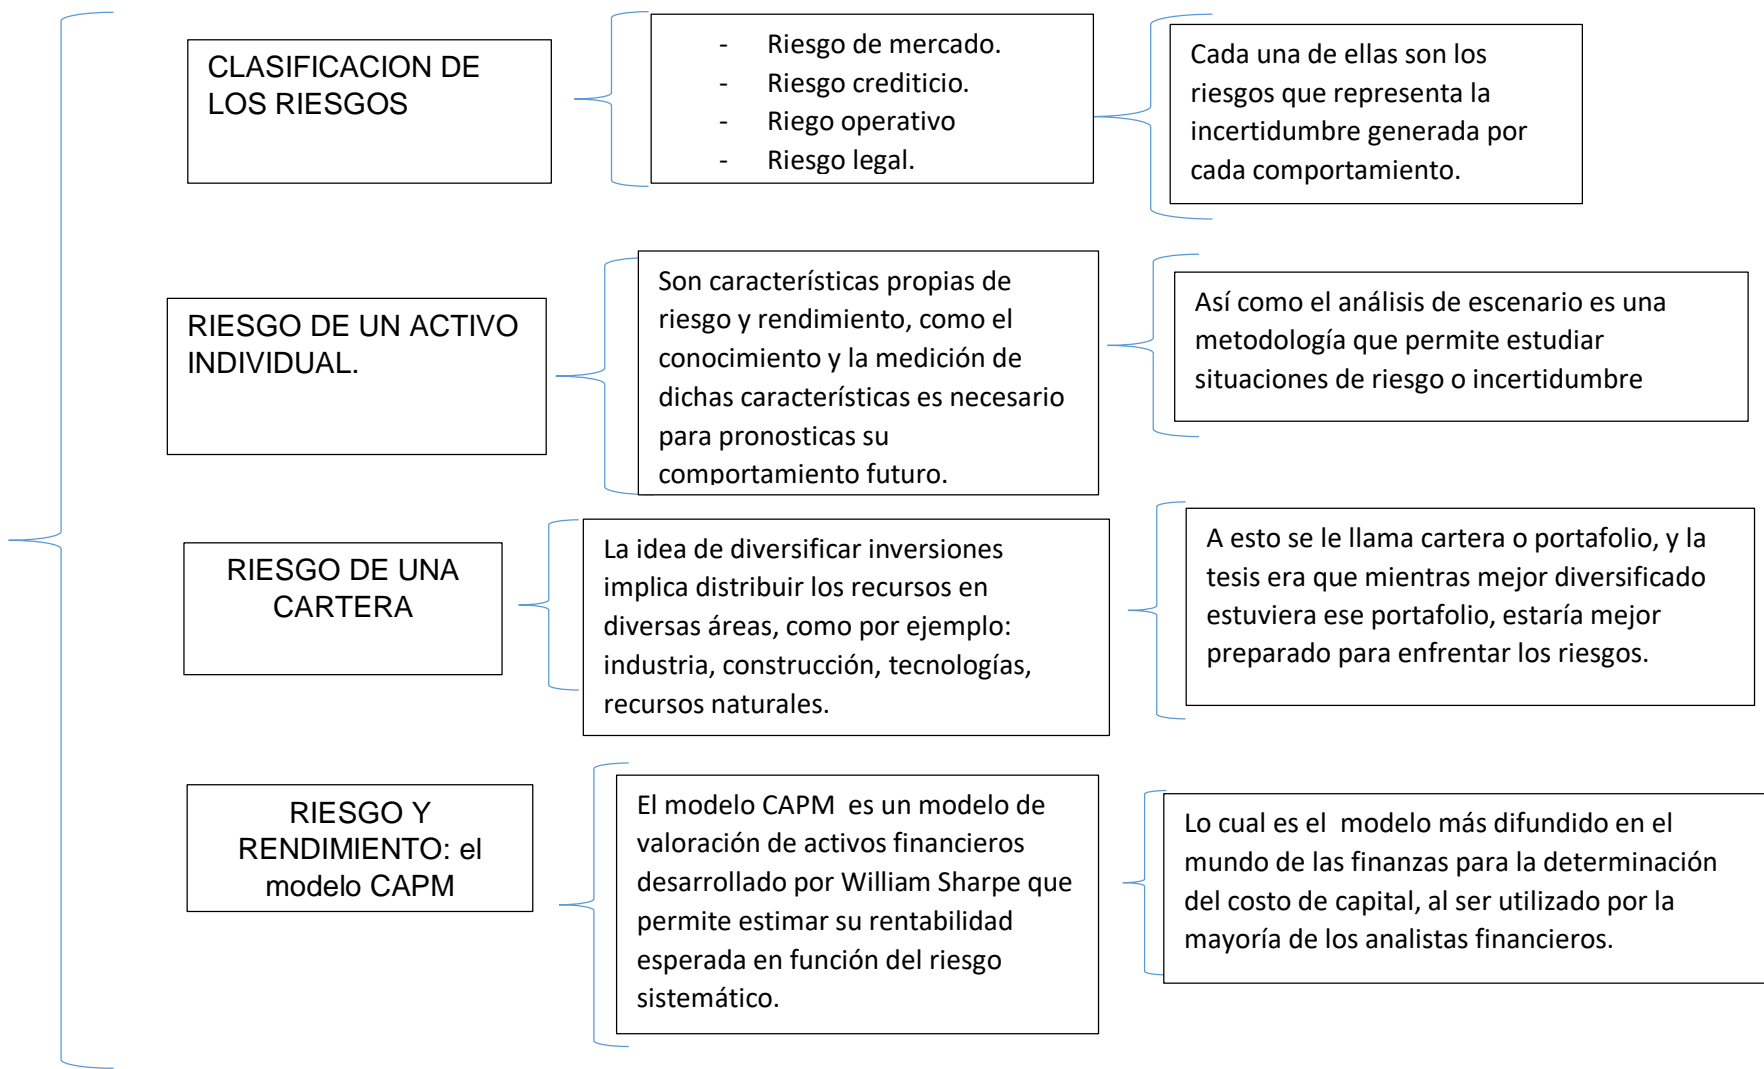 CLASIFICACION DE
LOS RIESGOS
- Riesgo de mercado.
- Riesgo crediticio.
- Riego operativo
- Riesgo legal.
Cada una de ellas son los
riesgos que representa la
incertidumbre generada por
cada comportamiento.
RIESGO DE UN ACTIVO
INDIVIDUAL.
Son características propias de
riesgo y rendimiento, como el
conocimiento y la medición de
dichas características es necesario
para pronosticas su
comportamiento futuro.
Así como el análisis de escenario es una
metodología que permite estudiar
situaciones de riesgo o incertidumbre
RIESGO DE UNA
CARTERA
La idea de diversificar inversiones
implica distribuir los recursos en
diversas áreas, como por ejemplo:
industria, construcción, tecnologías,
recursos naturales.
A esto se le llama cartera o portafolio, y la
tesis era que mientras mejor diversificado
estuviera ese portafolio, estaría mejor
preparado para enfrentar los riesgos.
RIESGO Y
RENDIMIENTO: el
modelo CAPM
El modelo CAPM  es un modelo de
valoración de activos financieros
desarrollado por William Sharpe que
permite estimar su rentabilidad
esperada en función del riesgo
sistemático.
Lo cual es el  modelo más difundido en el
mundo de las finanzas para la determinación
del costo de capital, al ser utilizado por la
mayoría de los analistas financieros.